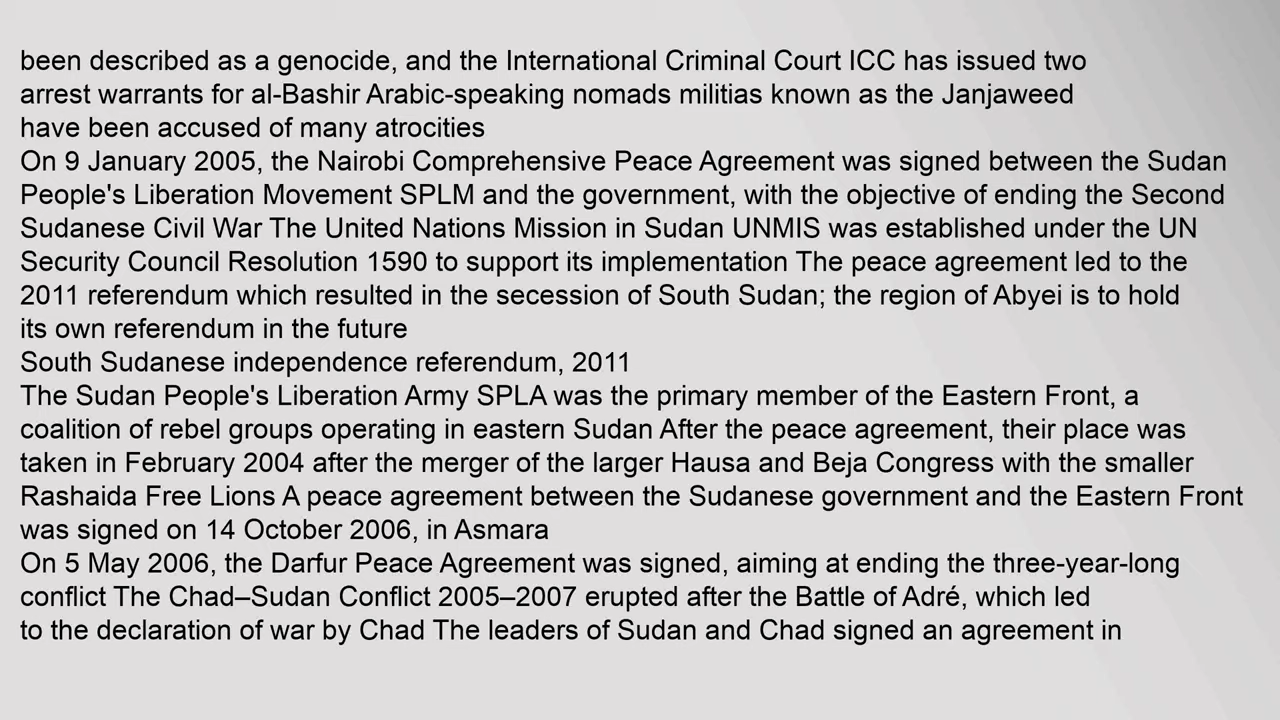 been described as a genocide, and the International Criminal Court ICC has issued two
arrest warrants for al-Bashir Arabic-speaking nomads militias known as the Janjaweed
have been accused of many atrocities
On 9 January 2005, the Nairobi Comprehensive Peace Agreement was signed between the Sudan
People's Liberation Movement SPLM and the government, with the objective of ending the Second
Sudanese Civil War The United Nations Mission in Sudan UNMIS was established under the UN
Security Council Resolution 1590 to support its implementation The peace agreement led to the
2011 referendum which resulted in the secession of South Sudan; the region of Abyei is to hold
its own referendum in the future
South Sudanese independence referendum, 2011
The Sudan People's Liberation Army SPLA was the primary member of the Eastern Front, a
coalition of rebel groups operating in eastern Sudan After the peace agreement, their place was
taken in February 2004 after the merger of the larger Hausa and Beja Congress with the smaller
Rashaida Free Lions A peace agreement between the Sudanese government and the Eastern Front
was signed on 14 October 2006, in Asmara
On 5 May 2006, the Darfur Peace Agreement was signed, aiming at ending the three-year-long
conflict The Chad–Sudan Conflict 2005–2007 erupted after the Battle of Adré, which led
to the declaration of war by Chad The leaders of Sudan and Chad signed an agreement in